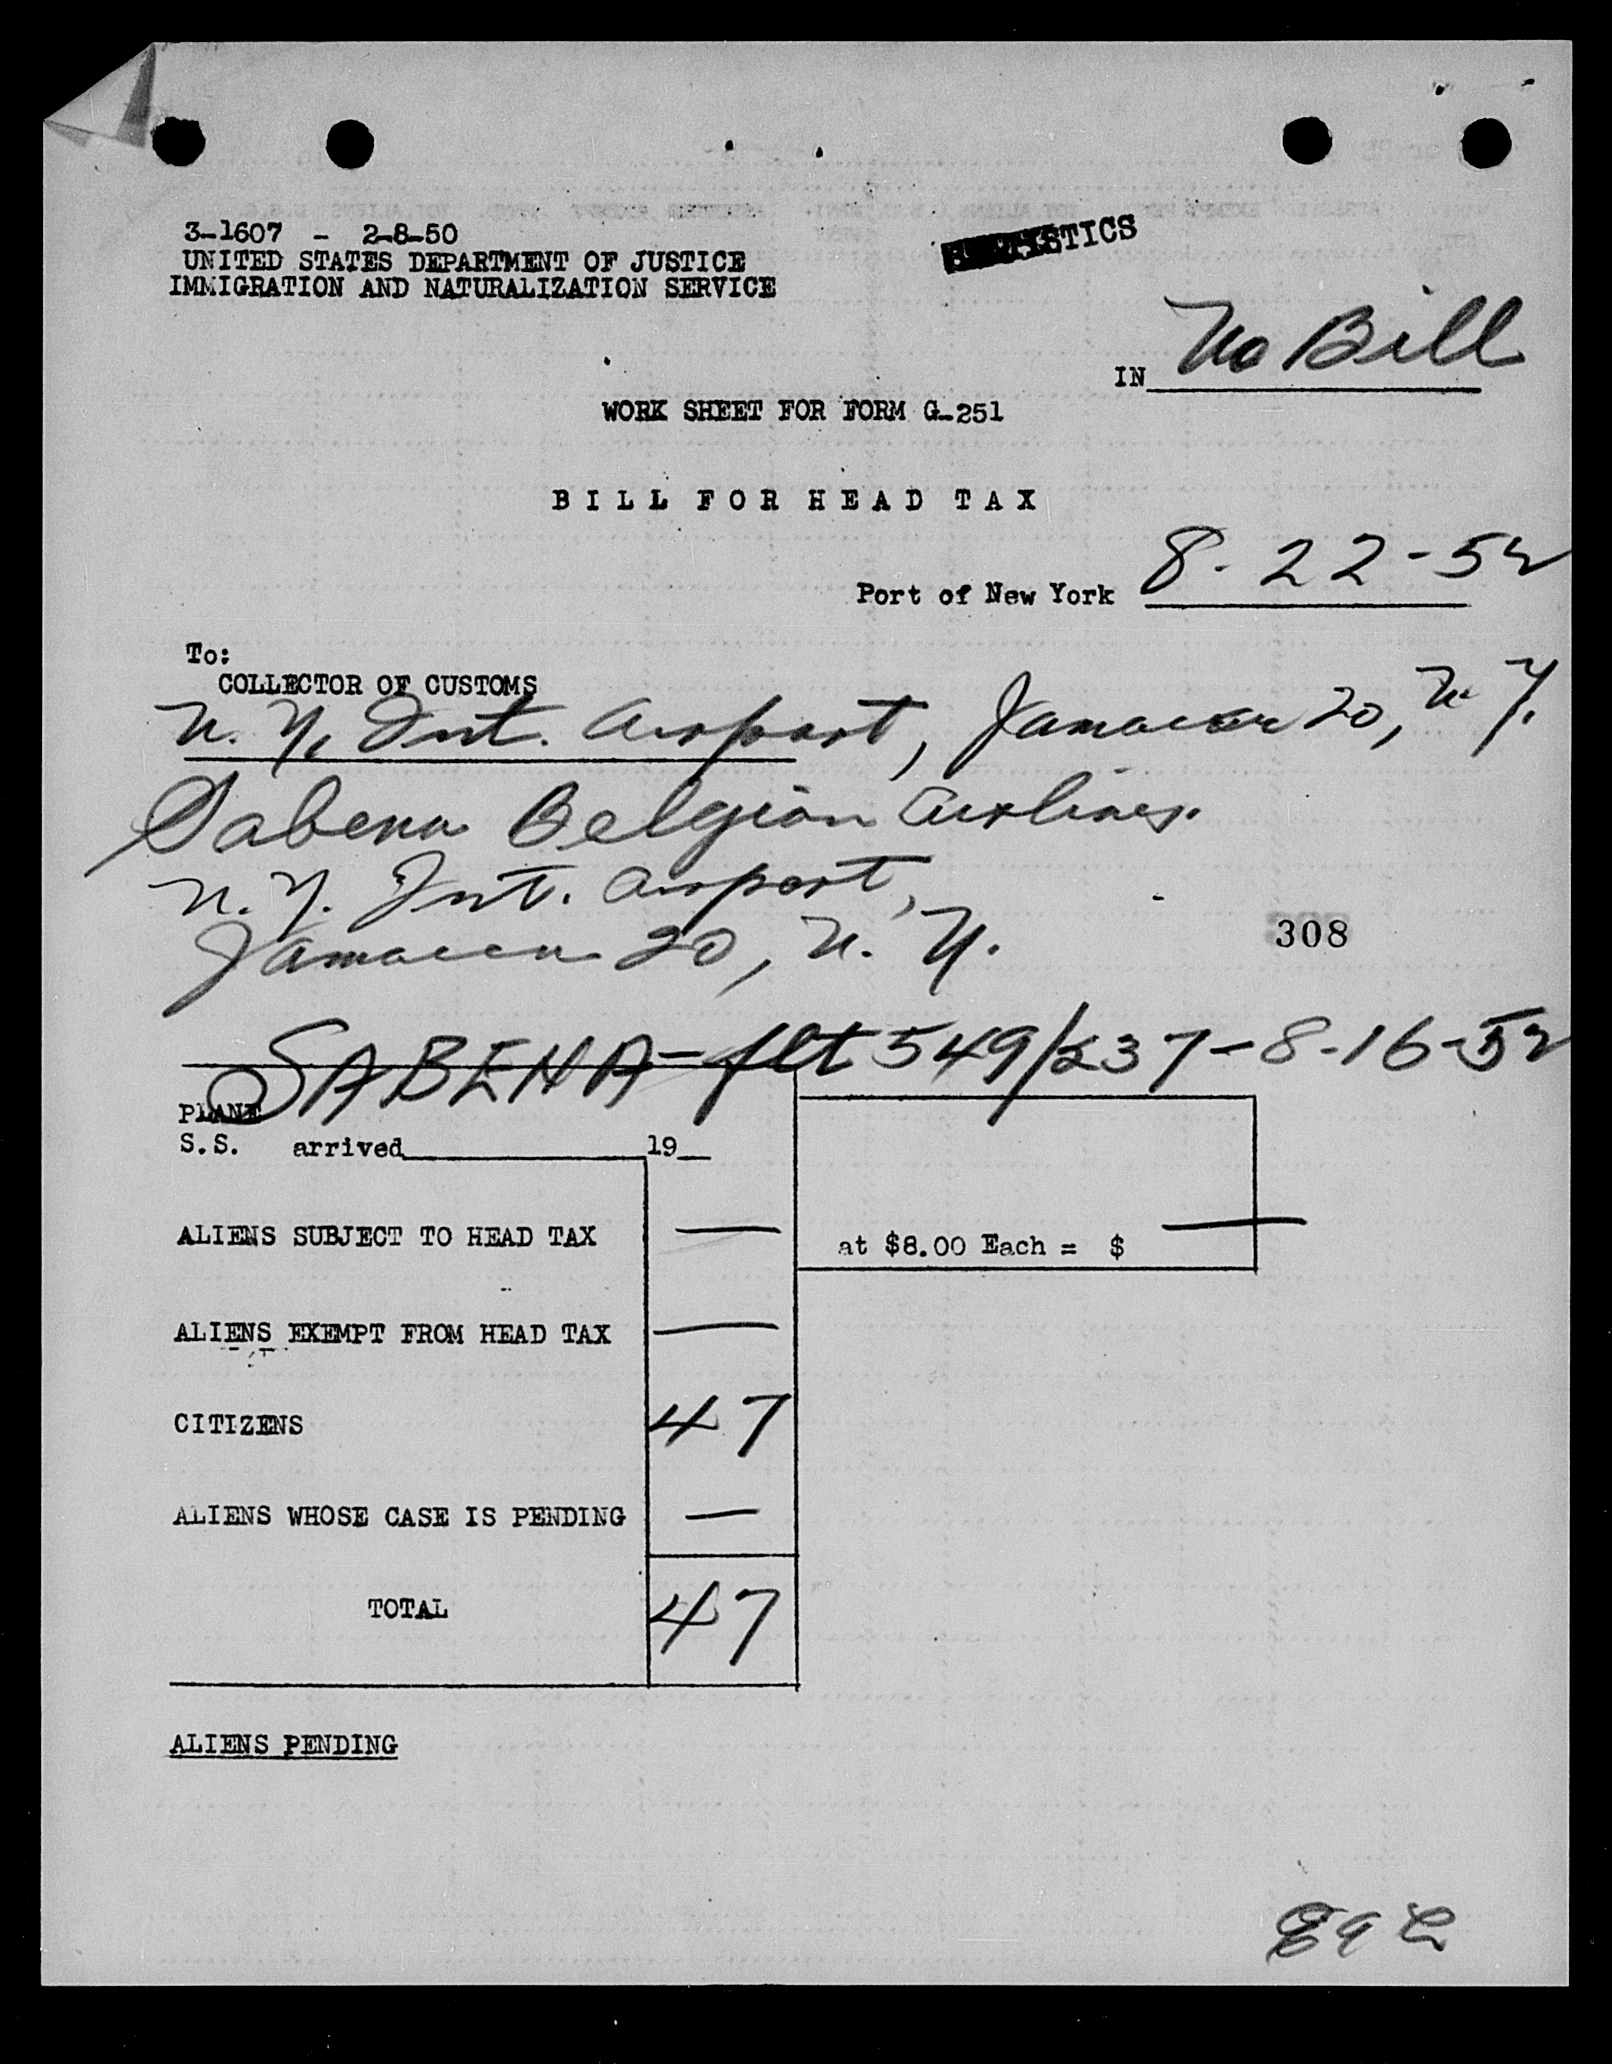 3-1607 - 2-8-50
UNITED STATES DEPARTMENT OF JUSTICE
IMMIGRATION AND NATURALIZATION SERVICE
STATISTICS
IN No Bill
WORK SHEET FOR FORM G-251
BILL FOR HEAD TAX
Port of New York 8-22-52
To:
COLLECTOR OF CUSTOMS
N.Y. Int. Airport, Jamaica 20, N.Y.
Sabena Belgian Airlines.
N.Y. Int. Airport,
Jamaica 20, N.Y.
308
SABENA - flt 549/237 - 8-16-52
PLANE
S.S. arrived 19
ALIENS SUBJECT TO HEAD TAX —
at $8.00 Each = $ —
ALIENS EXEMPT FROM HEAD TAX —
CITIZENS 47
ALIENS WHOSE CASE IS PENDING —
TOTAL 47
ALIENS PENDING